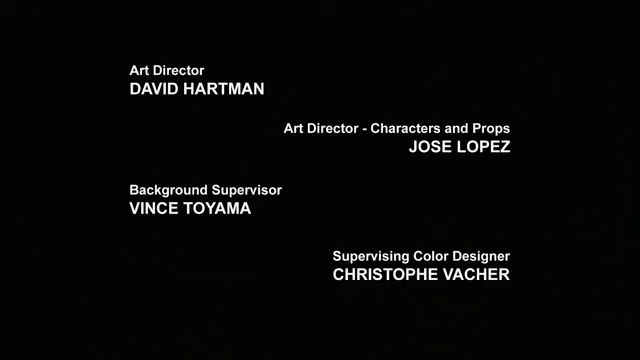 Art Director
DAVID HARTMAN
Art Director - Characters and Props
JOSE LOPEZ
Background Supervisor
VINCE TOYAMA
Supervising Color Designer
CHRISTOPHE VACHER